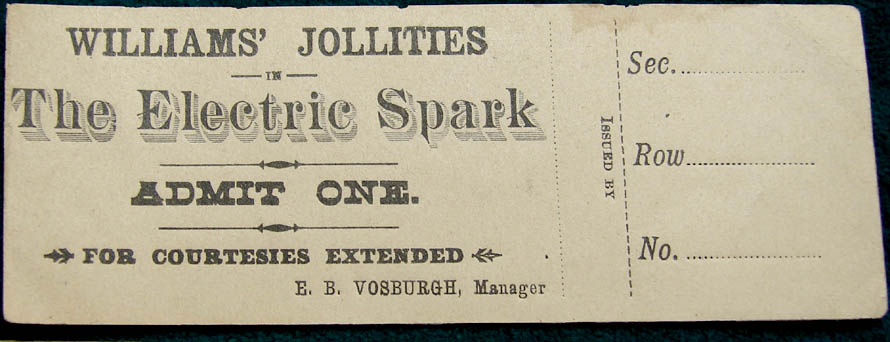 WILLIAMS' JOLLITIES
IN
The Electric Spark
ADMIT ONE.
FOR COURTESIES EXTENDED
E. B. VOSBURGH, Manager
ISSUED BY
Sec.
Row
No.